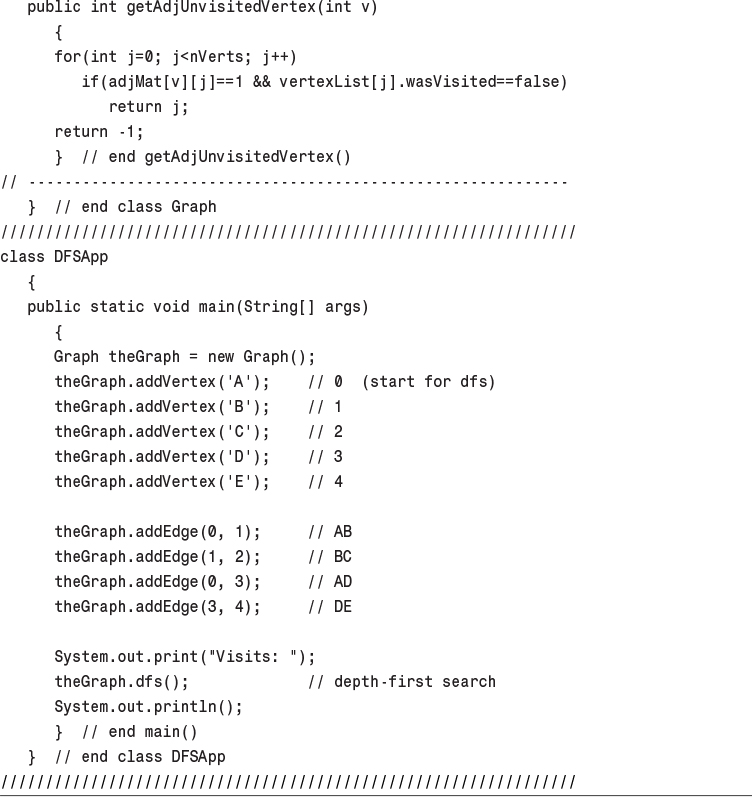 public int getAdjUnvisitedVertex(int v)
      {
      for(int j=0; j<nVerts; j++)
         if(adjMat[v][j]==1 && vertexList[j].wasVisited==false)
            return j;
      return -1;
      }  // end getAdjUnvisitedVertex()
// ------------------------------------------------------------
   }  // end class Graph
////////////////////////////////////////////////////////////////
class DFSApp
   {
   public static void main(String[] args)
      {
      Graph theGraph = new Graph();
      theGraph.addVertex('A');    // 0  (start for dfs)
      theGraph.addVertex('B');    // 1
      theGraph.addVertex('C');    // 2
      theGraph.addVertex('D');    // 3
      theGraph.addVertex('E');    // 4

      theGraph.addEdge(0, 1);     // AB
      theGraph.addEdge(1, 2);     // BC
      theGraph.addEdge(0, 3);     // AD
      theGraph.addEdge(3, 4);     // DE

      System.out.print("Visits: ");
      theGraph.dfs();             // depth-first search
      System.out.println();
      }  // end main()
   }  // end class DFSApp
////////////////////////////////////////////////////////////////